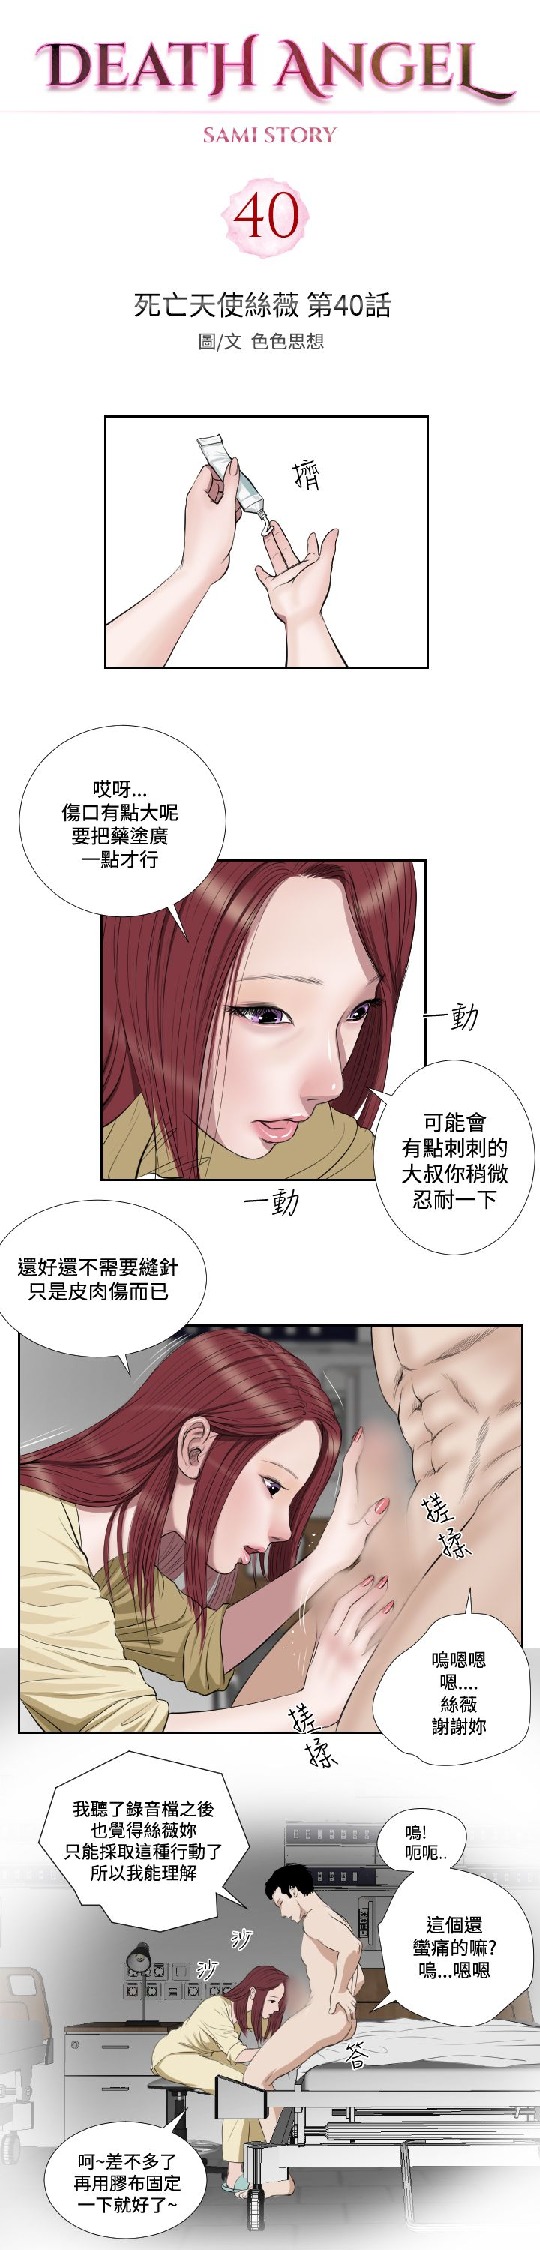 DEATH ANGEL
SAMI STORY
40
死亡天使絲薇 第40話
圖/文 色色思想
擠
哎呀...
傷口有點大呢
要把藥塗廣
一點才行
一動
可能會
有點刺刺的
大叔你稍微
忍耐一下
一動
還好還不需要縫針
只是皮肉傷而已
搓
揉
嗚嗯嗯
嗯....
絲薇
謝謝妳
搓
揉
我聽了錄音檔之後
也覺得絲薇妳
只能採取這種行動了
所以我能理解
嗚!
呃呃..
這個還
蠻痛的嘛?
嗚...嗯嗯
沙
沙
答
呵~差不多了
再用膠布固定
一下就好了~